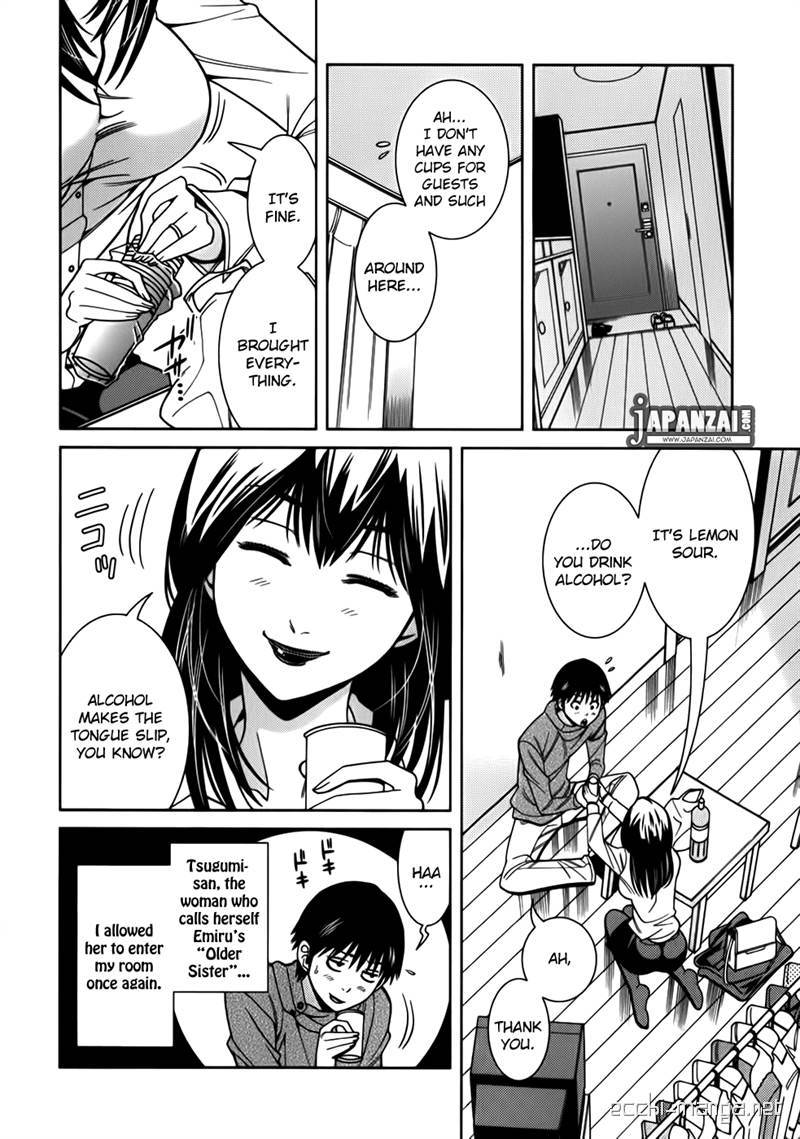 AH...
I DON'T
HAVE ANY
CUPS FOR
GUESTS
AND SUCH
AROUND
HERE...
IT'S
FINE.
I
BROUGHT
EVERY-
THING.
ガサッ
JAPANZAI.COM
WWW.JAPANZAI.COM
IT'S LEMON
SOUR.
...DO
YOU DRINK
ALCOHOL?
AH,
THANK
YOU.
ニコッ
ALCOHOL
MAKES THE
TONGUE SLIP,
YOU KNOW?
HAA
...
ドキドキ
Tsugumi-
san, the
woman who
calls herself
Emiru's
“Older
Sister”...
I allowed
her to enter
my room
once again.
ecchi-manga.net